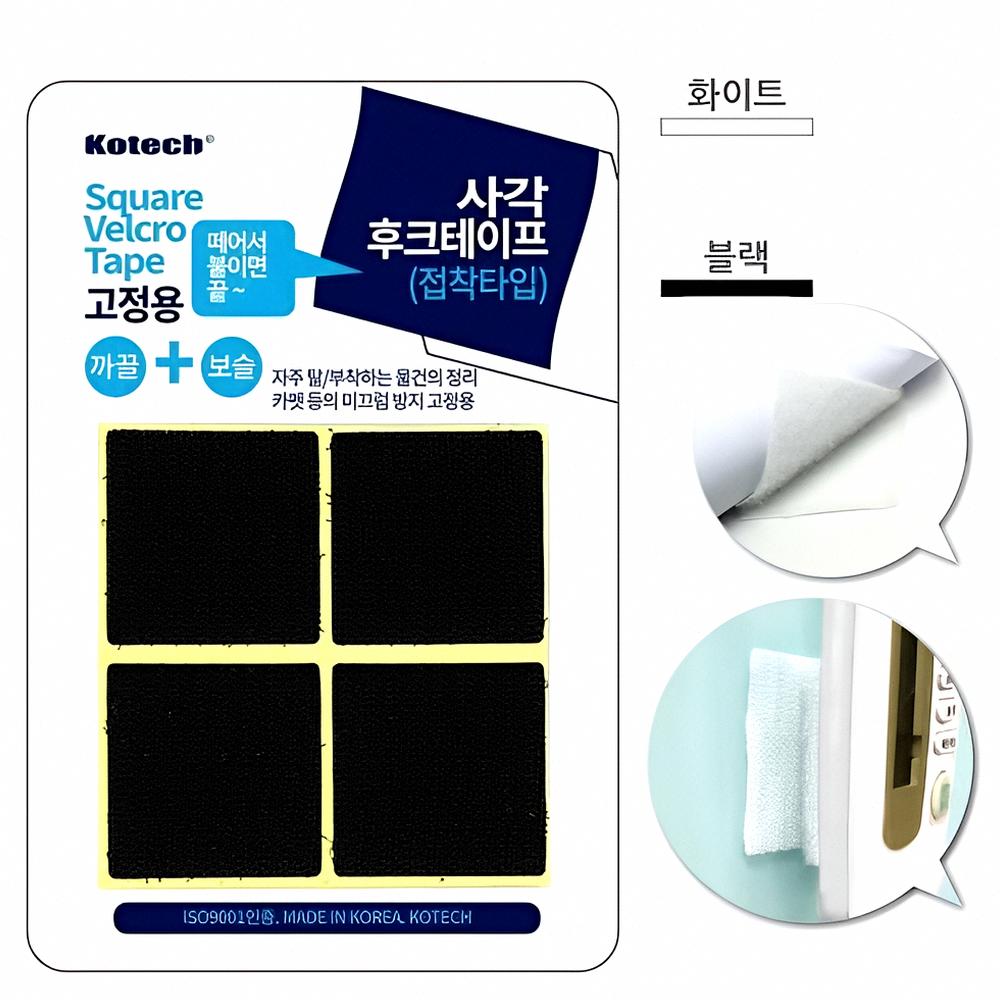 Kotech®
Square
Velcro
Tape
고정용
떼어서
붙이면
끝~
사각
후크테이프
(접착타입)
까끌 + 보슬
자주 탈/부착하는 물건의 정리
카펫 등의 미끄럼 방지 고정용
ISO9001인증. MADE IN KOREA. KOTECH
화이트
블랙